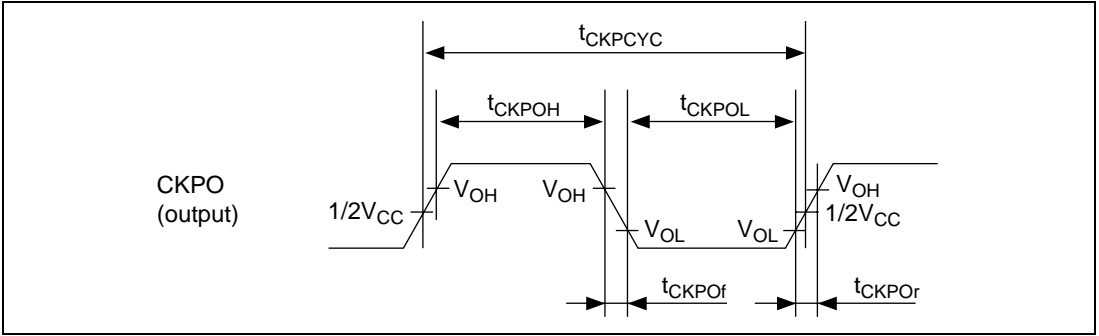 tCKPCYC
tCKPOH
tCKPOL
CKPO
(output)
1/2VCC
VOH
VOH
VOL
VOL
VOH
1/2VCC
tCKPOf
tCKPOr